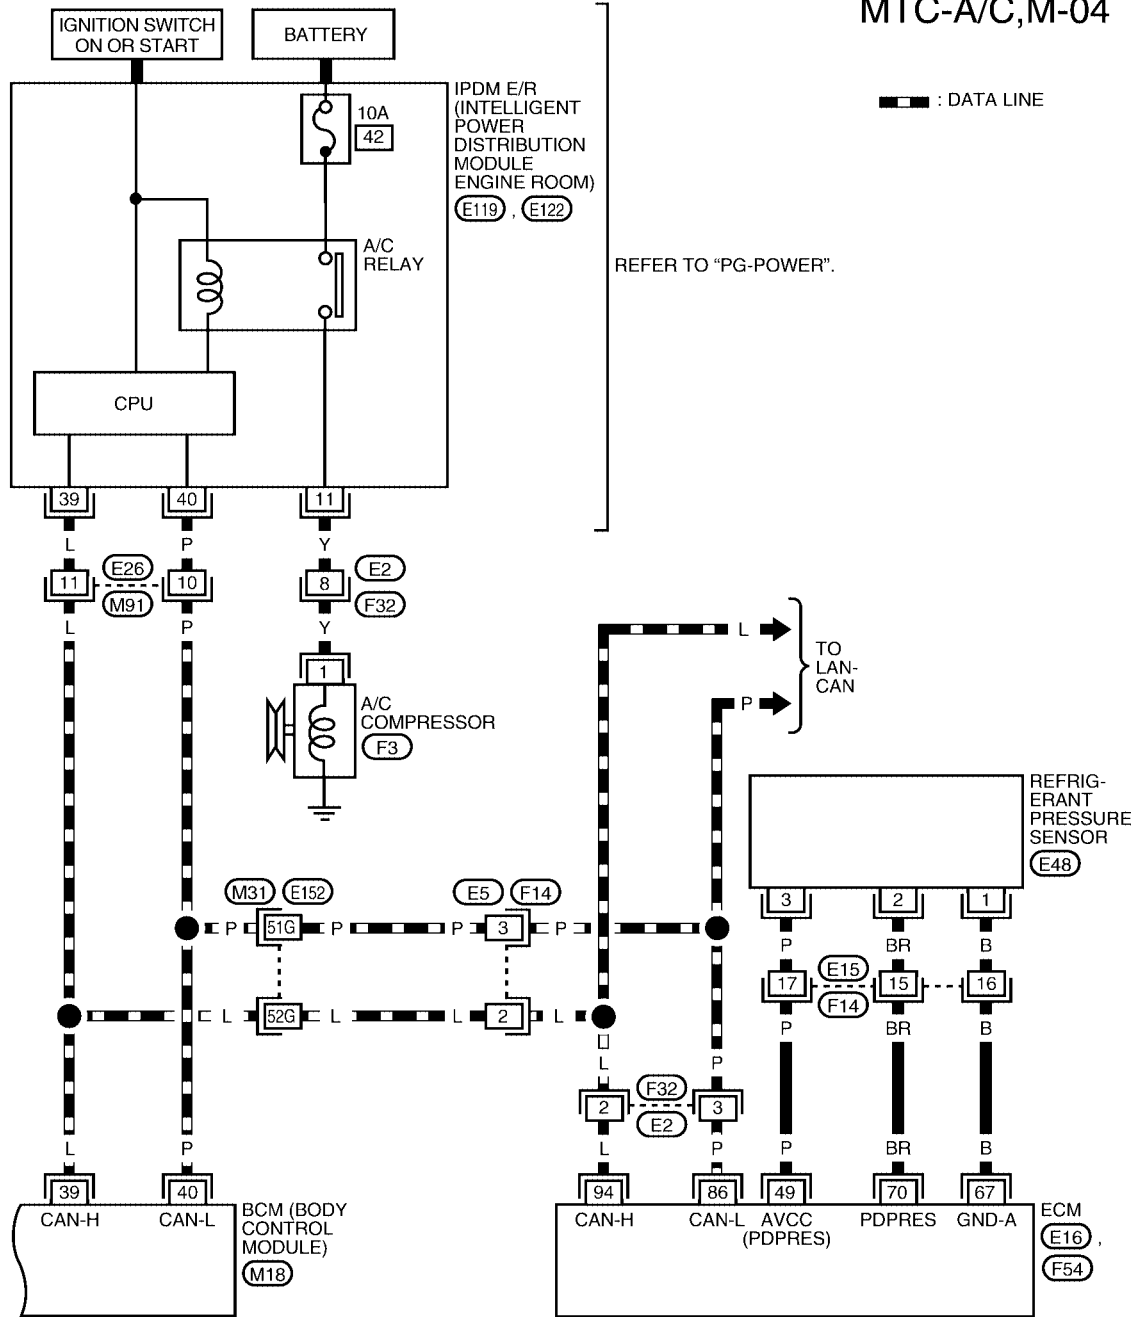 MTC-A/C,M-04
IGNITION SWITCH
ON OR START
BATTERY
: DATA LINE
IPDM E/R
(INTELLIGENT
POWER
DISTRIBUTION
MODULE
ENGINE ROOM)
E119 , E122
10A
42
A/C
RELAY
REFER TO “PG-POWER”.
CPU
39
40
11
L
P
Y
11
E26
M91
10
8
E2
F32
L
P
Y
L
TO
LAN-
CAN
P
1
A/C
COMPRESSOR
F3
REFRIG-
ERANT
PRESSURE
SENSOR
E48
3
2
1
M31
E152
E5
F14
P
51G
P
P
3
P
P
BR
B
17
E15
F14
15
16
L
52G
L
L
2
L
P
BR
B
L
P
2
F32
E2
3
L
P
L
P
P
BR
B
39
40
94
86
49
70
67
CAN-H
CAN-L
BCM (BODY
CONTROL
MODULE)
M18
CAN-H
CAN-L
AVCC
(PDPRES)
PDPRES
GND-A
ECM
E16 ,
F54